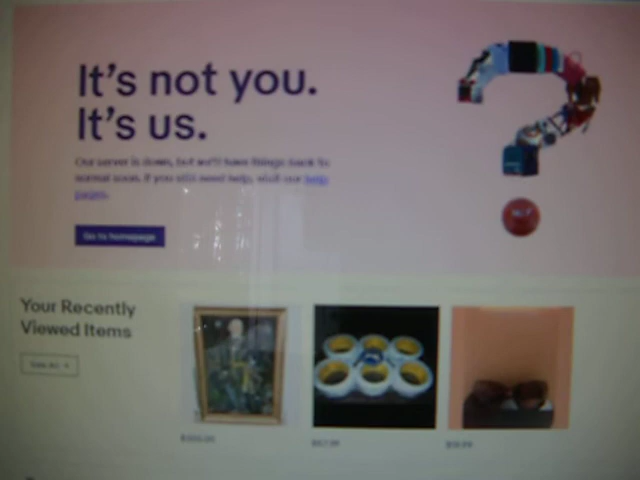 It's not you.
It's us.
Our server is down, but we'll have things back to
normal soon. If you still need help, visit our help
pages.
Go to homepage
Your Recently
Viewed Items